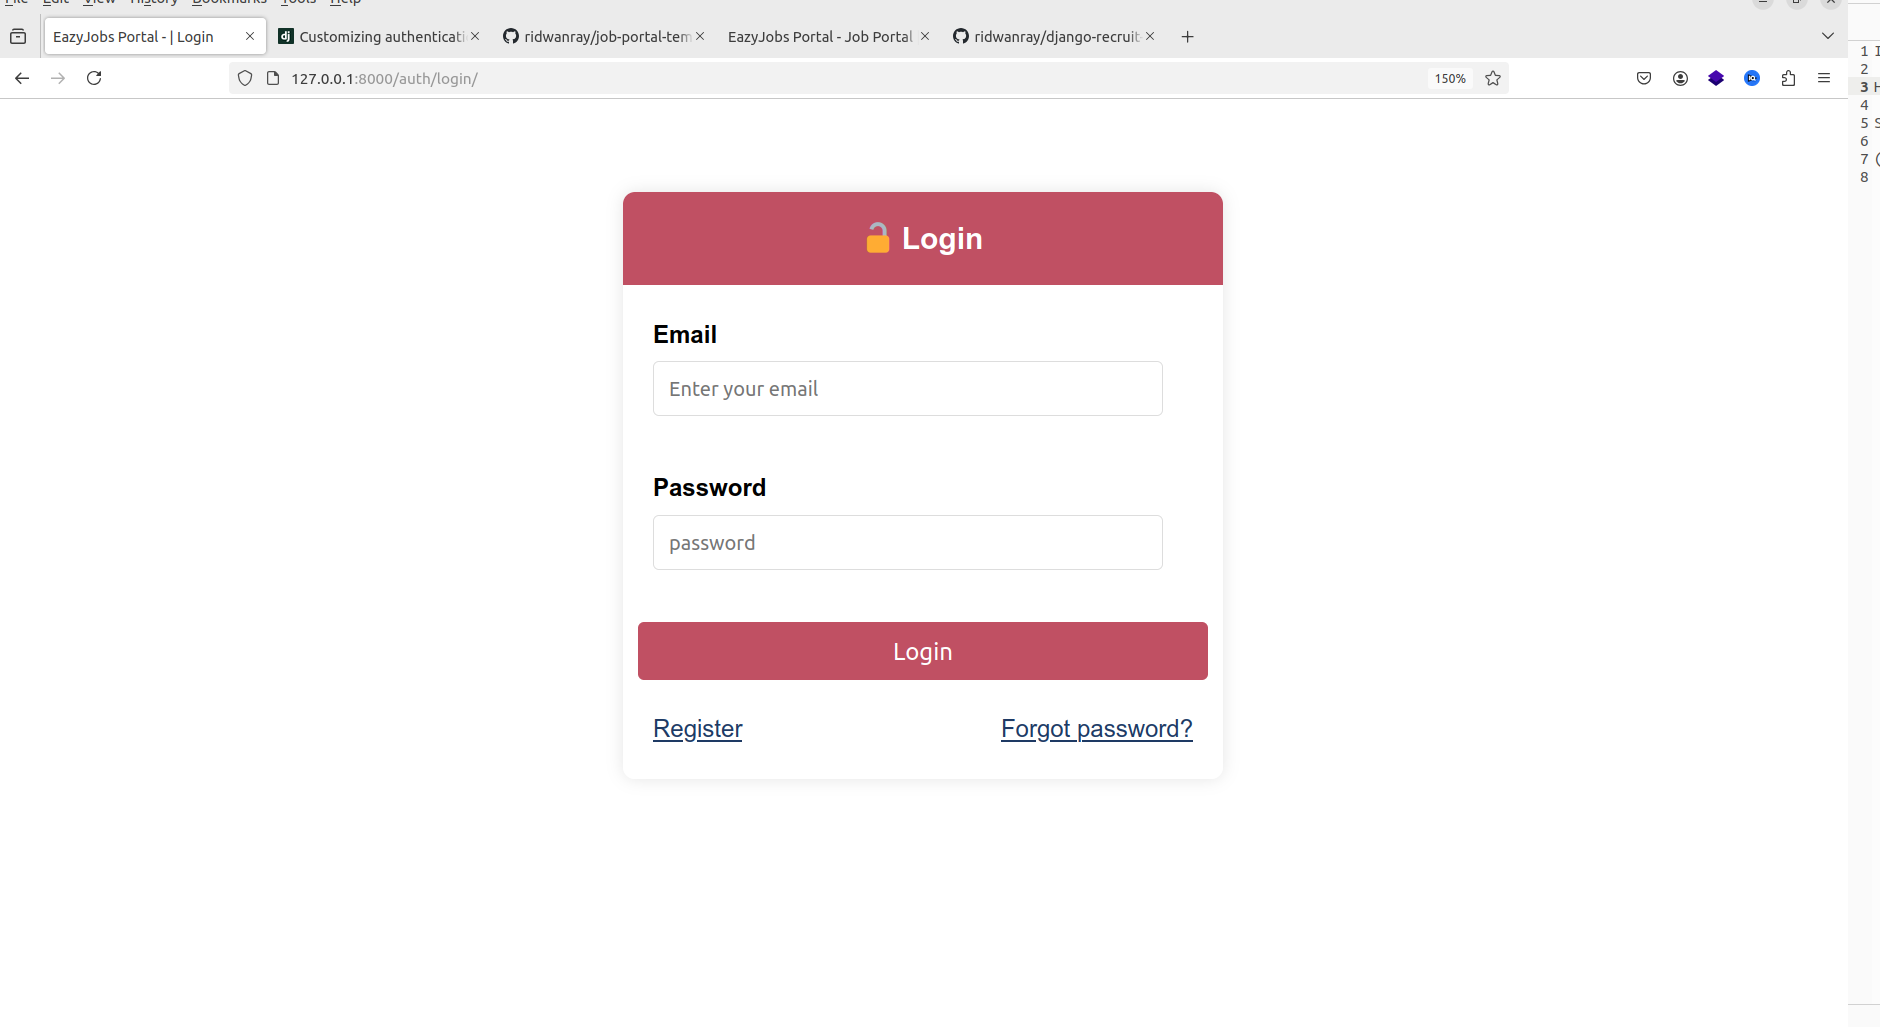 File Edit View History Bookmarks Tools Help
EazyJobs Portal - | Login
Customizing authenticati
ridwanray/job-portal-tem
EazyJobs Portal - Job Portal
ridwanray/django-recruit
127.0.0.1:8000/auth/login/
150%
Login
Email
Enter your email
Password
password
Login
Register Forgot password?
1
2
3
4
5
6
7
8